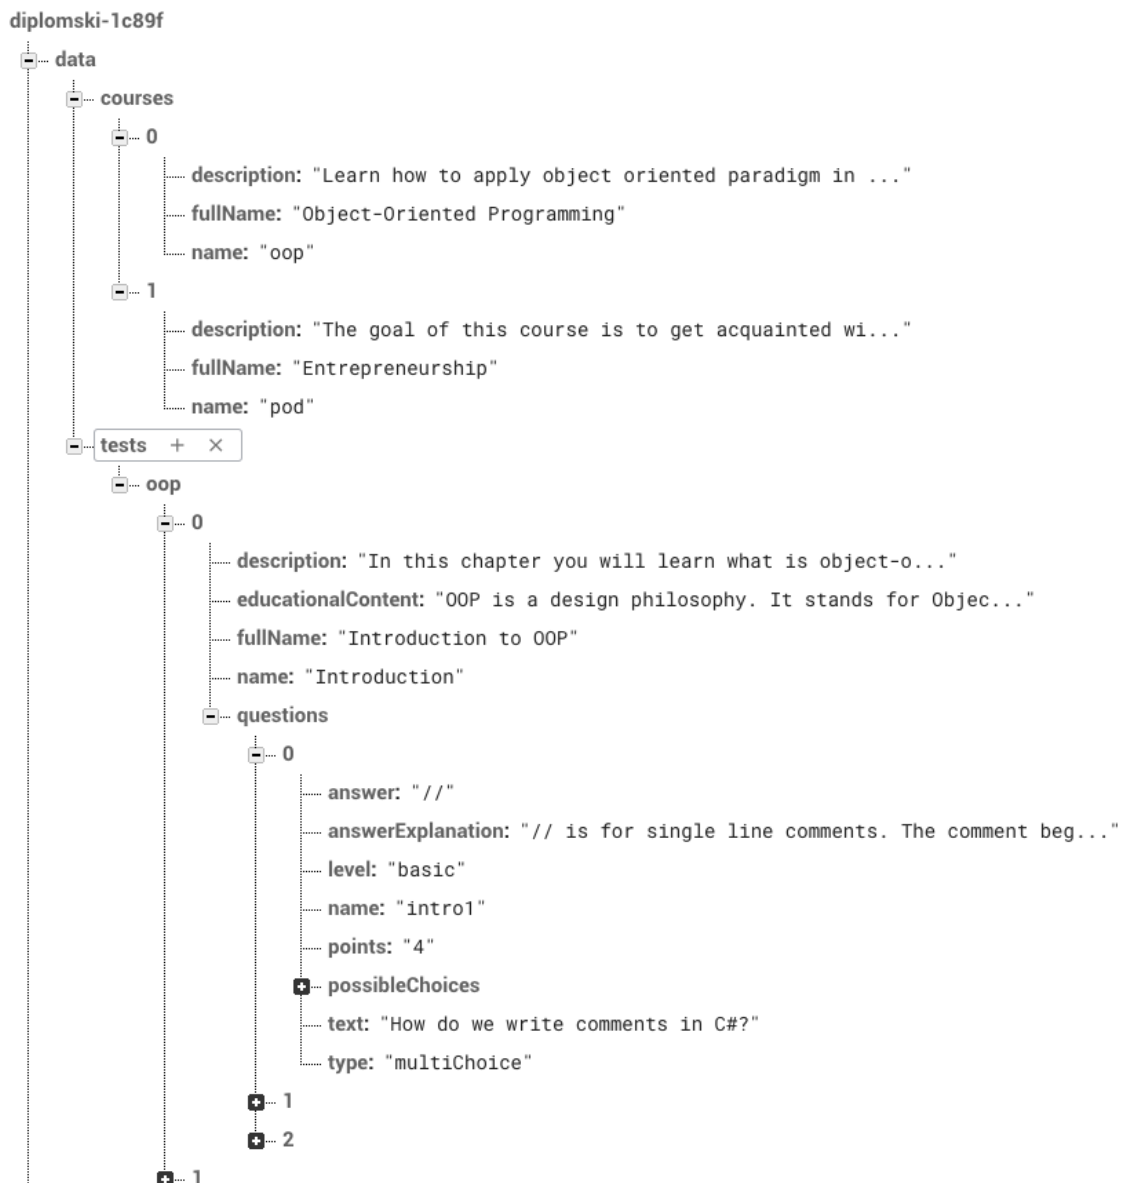 diplomski-1c89f
data
courses
0
description: "Learn how to apply object oriented paradigm in ..."
fullName: "Object-Oriented Programming"
name: "oop"
1
description: "The goal of this course is to get acquainted wi..."
fullName: "Entrepreneurship"
name: "pod"
tests + ×
oop
0
description: "In this chapter you will learn what is object-o..."
educationalContent: "OOP is a design philosophy. It stands for Objec..."
fullName: "Introduction to OOP"
name: "Introduction"
questions
0
answer: "//"
answerExplanation: "// is for single line comments. The comment beg..."
level: "basic"
name: "intro1"
points: "4"
possibleChoices
text: "How do we write comments in C#?"
type: "multiChoice"
1
2
1